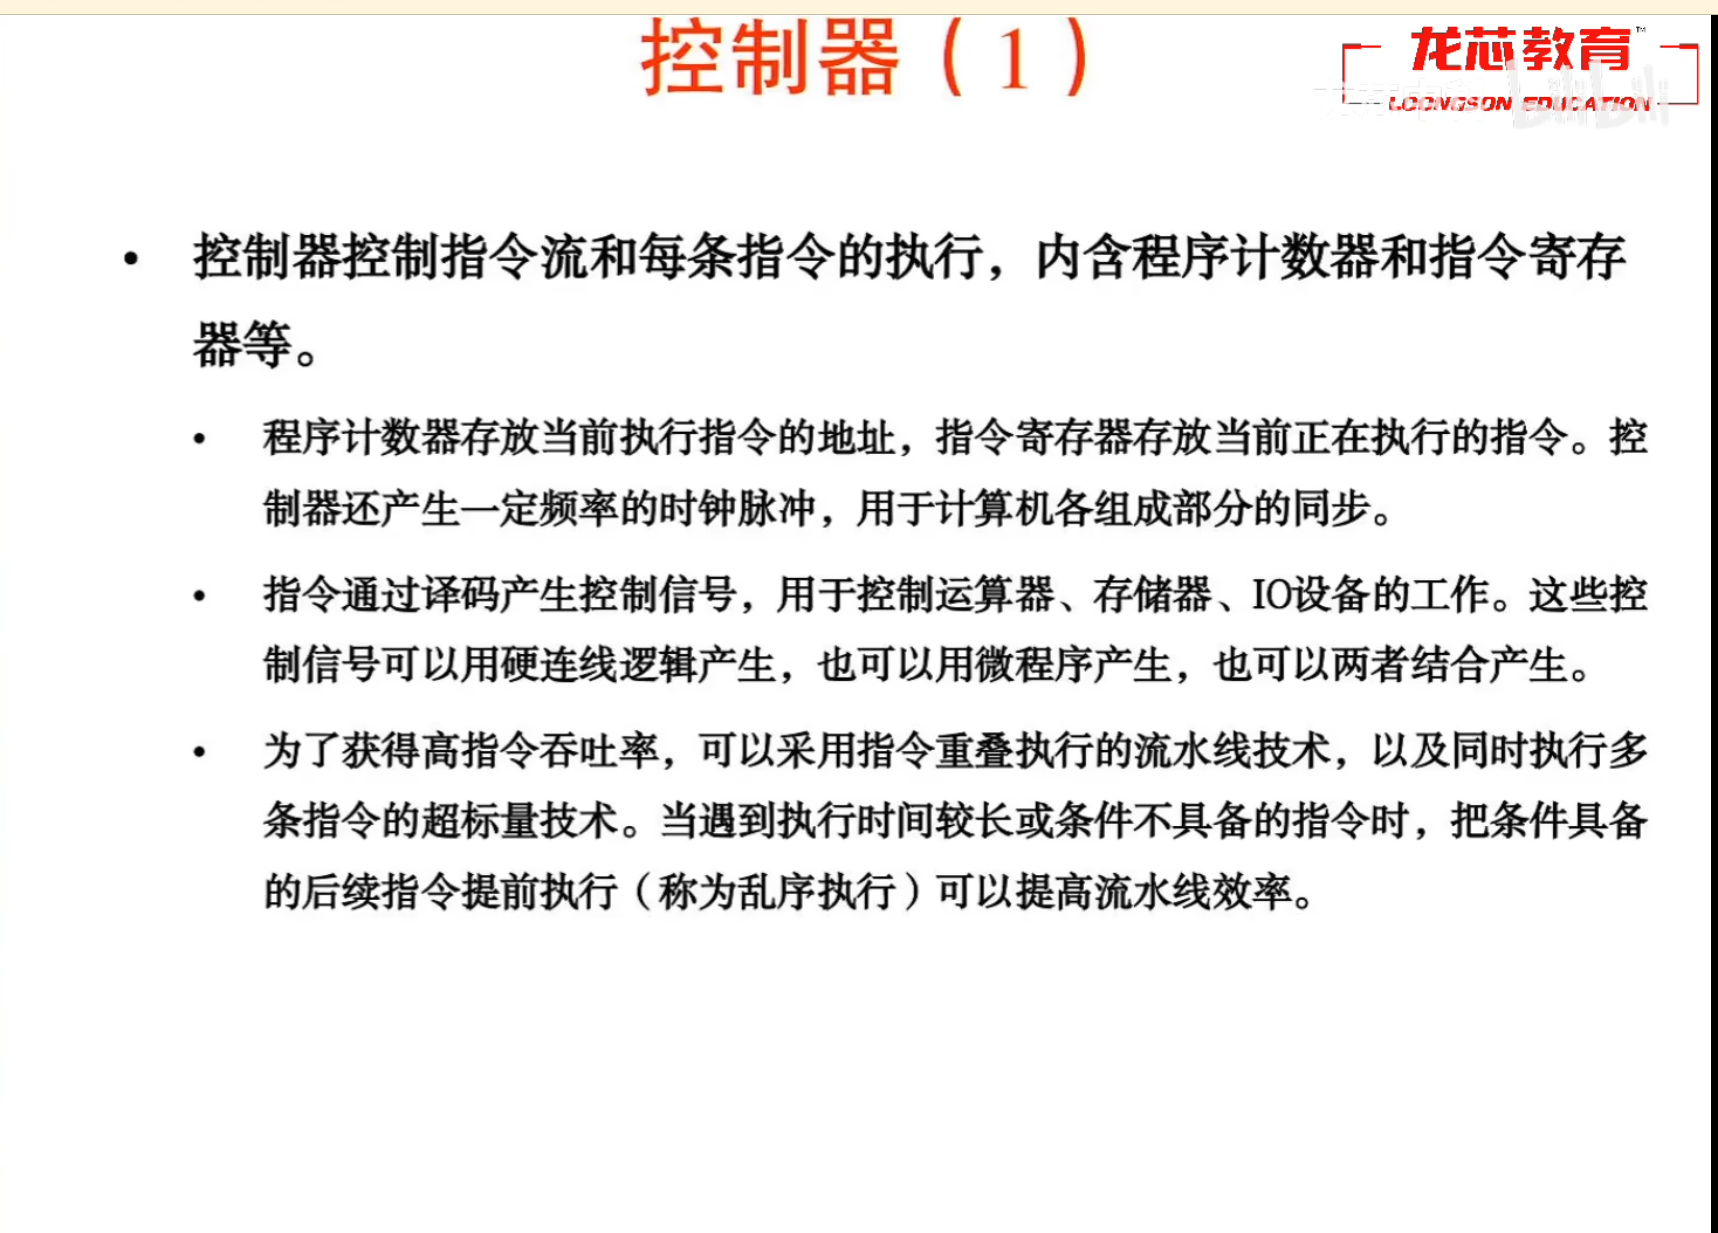 控制器（1）
龙芯教育™
LOONGSON EDUCATION
bilibili
• 控制器控制指令流和每条指令的执行，内含程序计数器和指令寄存
器等。
• 程序计数器存放当前执行指令的地址，指令寄存器存放当前正在执行的指令。控
制器还产生一定频率的时钟脉冲，用于计算机各组成部分的同步。
• 指令通过译码产生控制信号，用于控制运算器、存储器、IO设备的工作。这些控
制信号可以用硬连线逻辑产生，也可以用微程序产生，也可以两者结合产生。
• 为了获得高指令吞吐率，可以采用指令重叠执行的流水线技术，以及同时执行多
条指令的超标量技术。当遇到执行时间较长或条件不具备的指令时，把条件具备
的后续指令提前执行（称为乱序执行）可以提高流水线效率。